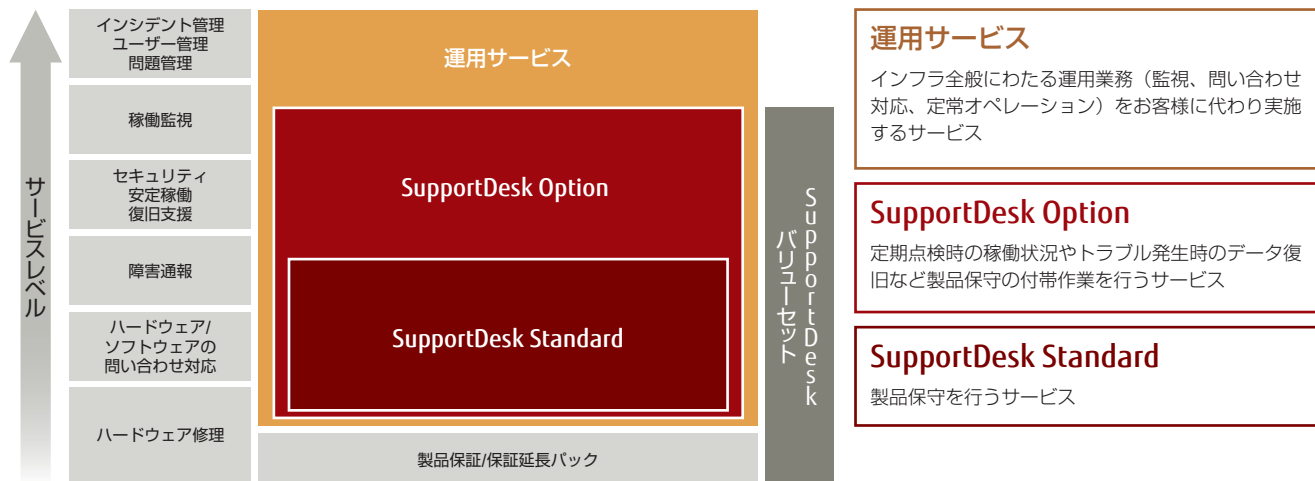 サービスレベル
インシデント管理
ユーザー管理
問題管理
稼働監視
セキュリティ
安定稼働
復旧支援
障害通報
ハードウェア/
ソフトウェアの
問い合わせ対応
ハードウェア修理
運用サービス
SupportDesk Option
SupportDesk Standard
製品保証/保証延長パック
SupportDesk
バリューセット
運用サービス
インフラ全般にわたる運用業務（監視、問い合わせ
対応、定常オペレーション）をお客様に代わり実施
するサービス
SupportDesk Option
定期点検時の稼働状況やトラブル発生時のデータ復
旧など製品保守の付帯作業を行うサービス
SupportDesk Standard
製品保守を行うサービス